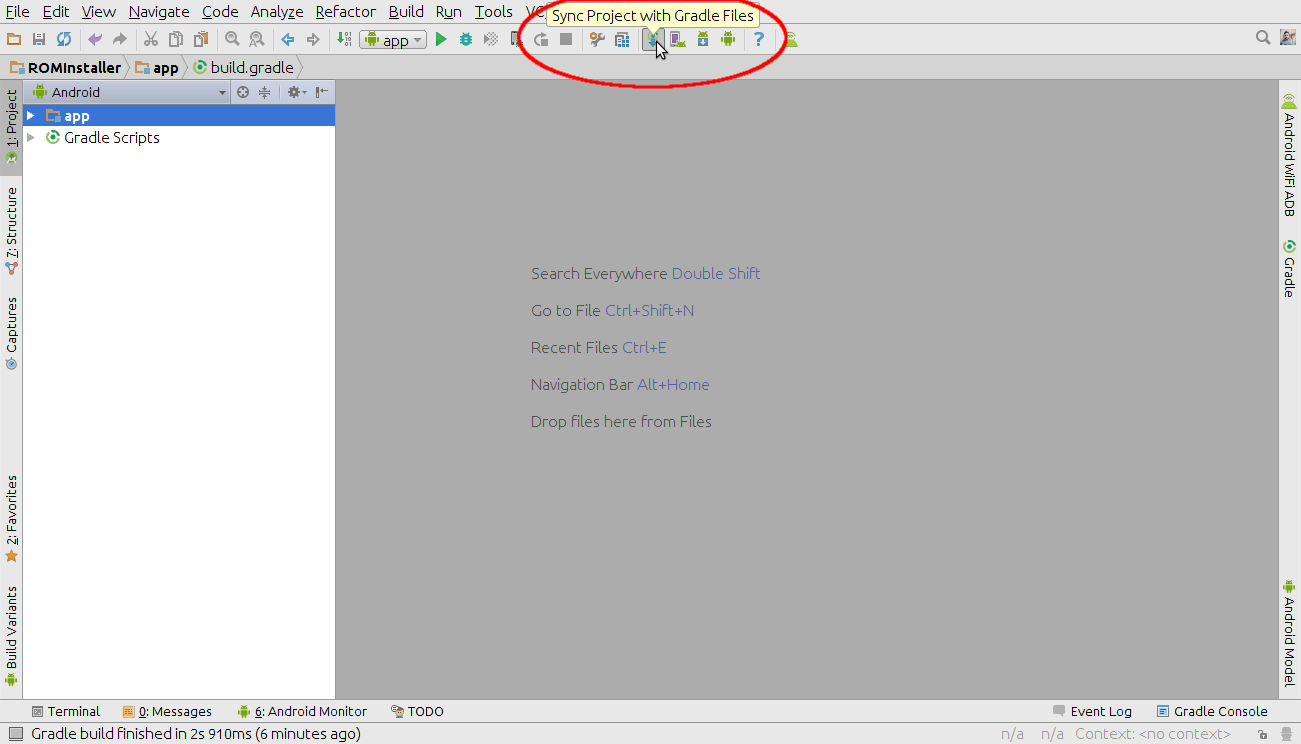 File Edit View Navigate Code Analyze Refactor Build Run Tools
Sync Project with Gradle Files
app
ROMInstaller app build.gradle
Android
app
Gradle Scripts
1: Project
7: Structure
Captures
2: Favorites
Build Variants
Search Everywhere Double Shift
Go to File Ctrl+Shift+N
Recent Files Ctrl+E
Navigation Bar Alt+Home
Drop files here from Files
Android WiFi ADB
Gradle
Android Model
Terminal 0: Messages 6: Android Monitor TODO Event Log Gradle Console
Gradle build finished in 2s 910ms (6 minutes ago) n/a n/a Context: <no context>